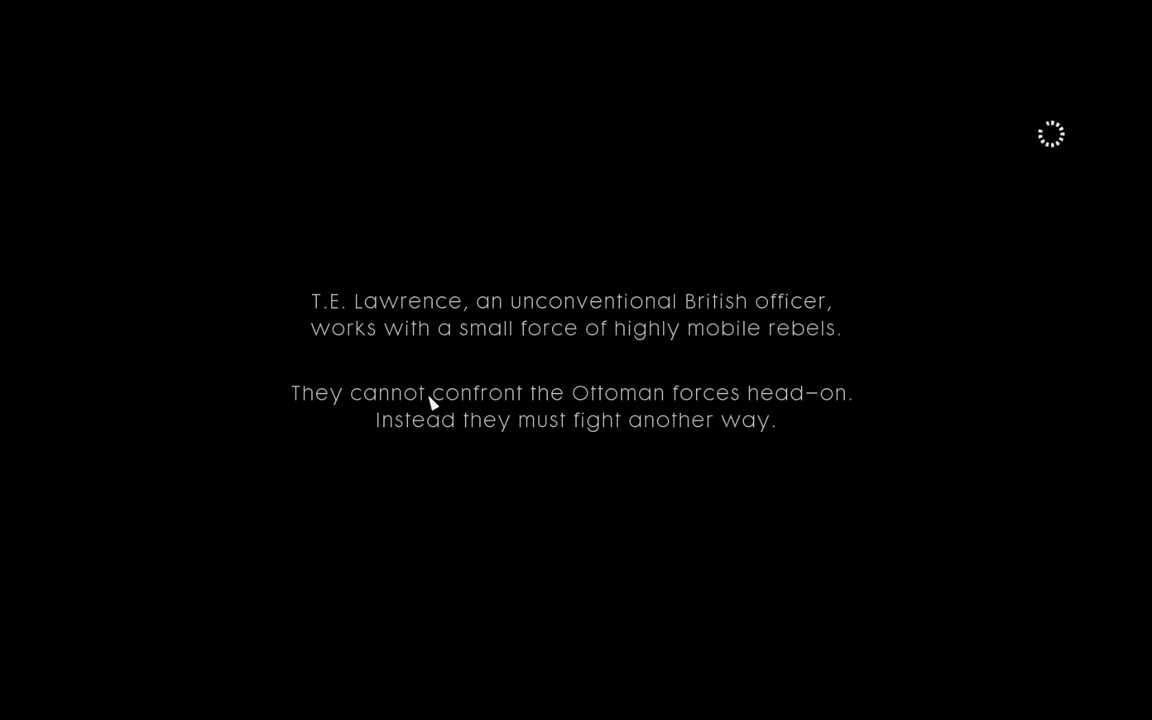 T.E. Lawrence, an unconventional British officer,
works with a small force of highly mobile rebels.
They cannot confront the Ottoman forces head-on.
Instead they must fight another way.